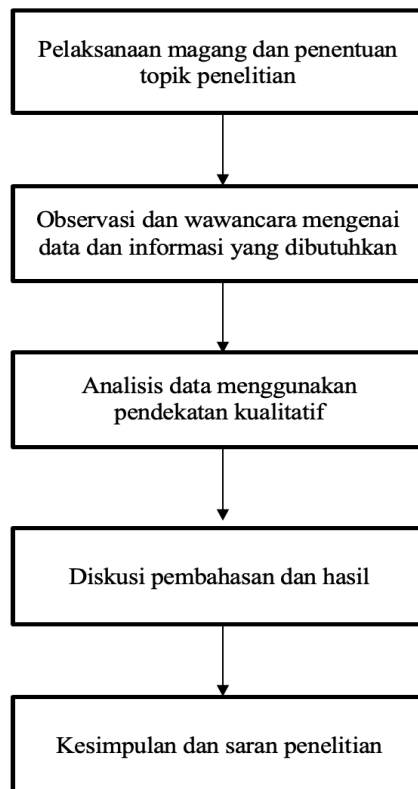 Pelaksanaan magang dan penentuan
topik penelitian
Observasi dan wawancara mengenai
data dan informasi yang dibutuhkan
Analisis data menggunakan
pendekatan kualitatif
Diskusi pembahasan dan hasil
Kesimpulan dan saran penelitian